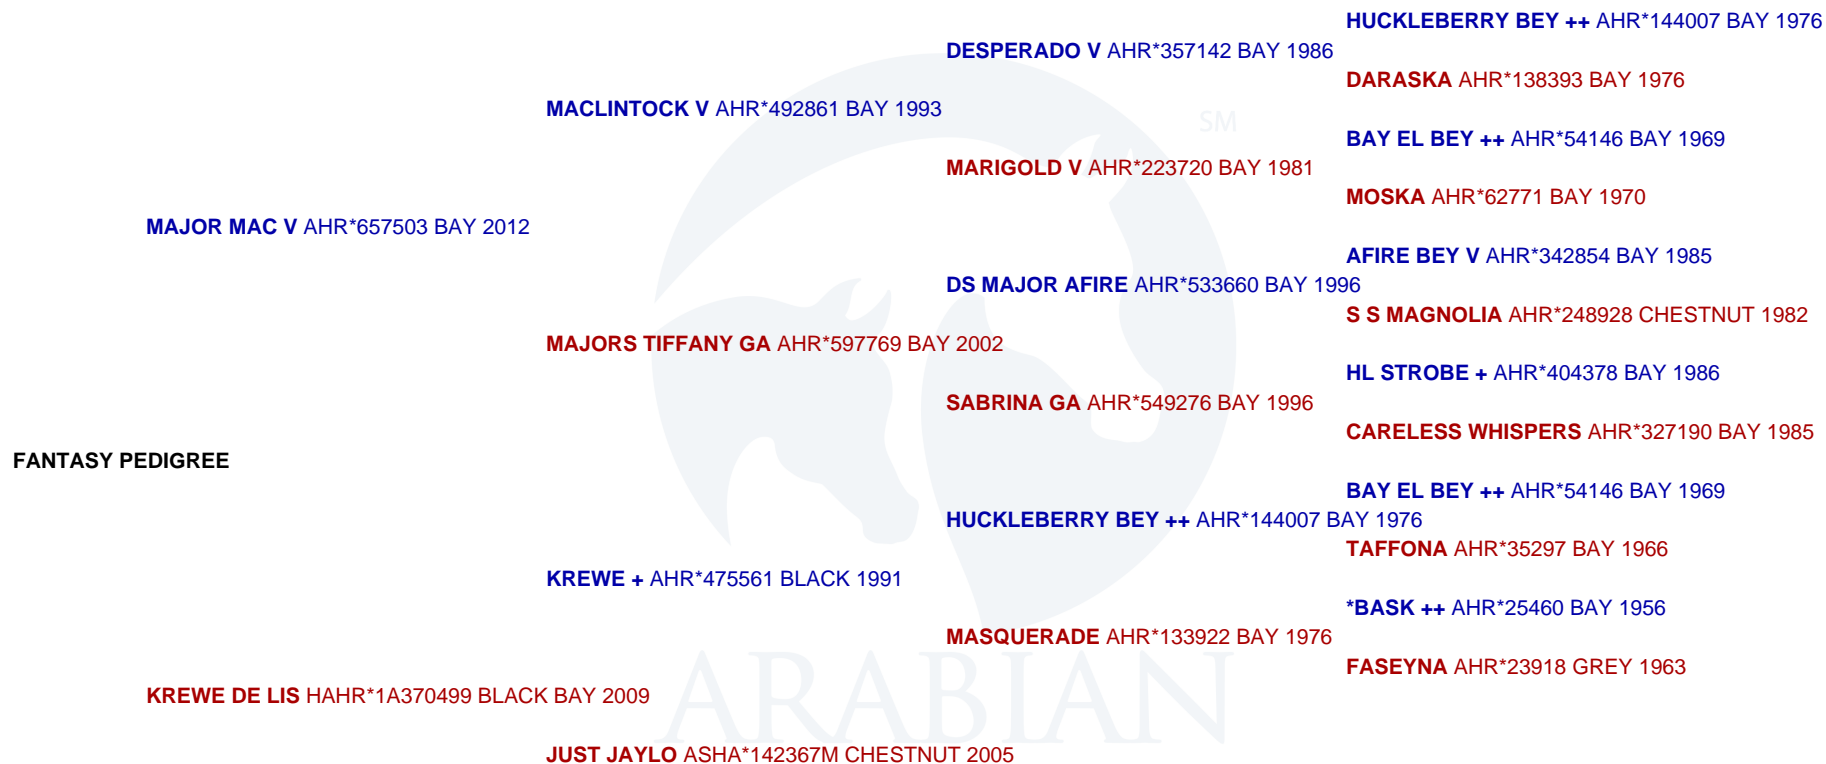 HUCKLEBERRY BEY ++ AHR*144007 BAY 1976
DESPERADO V AHR*357142 BAY 1986
DARASKA AHR*138393 BAY 1976
MACLINTOCK V AHR*492861 BAY 1993
SM
BAY EL BEY ++ AHR*54146 BAY 1969
MARIGOLD V AHR*223720 BAY 1981
MOSKA AHR*62771 BAY 1970
MAJOR MAC V AHR*657503 BAY 2012
AFIRE BEY V AHR*342854 BAY 1985
DS MAJOR AFIRE AHR*533660 BAY 1996
S S MAGNOLIA AHR*248928 CHESTNUT 1982
MAJORS TIFFANY GA AHR*597769 BAY 2002
HL STROBE + AHR*404378 BAY 1986
SABRINA GA AHR*549276 BAY 1996
CARELESS WHISPERS AHR*327190 BAY 1985
FANTASY PEDIGREE
BAY EL BEY ++ AHR*54146 BAY 1969
HUCKLEBERRY BEY ++ AHR*144007 BAY 1976
TAFFONA AHR*35297 BAY 1966
KREWE + AHR*475561 BLACK 1991
*BASK ++ AHR*25460 BAY 1956
MASQUERADE AHR*133922 BAY 1976
FASEYNA AHR*23918 GREY 1963
KREWE DE LIS HAHR*1A370499 BLACK BAY 2009
ARABIAN
JUST JAYLO ASHA*142367M CHESTNUT 2005